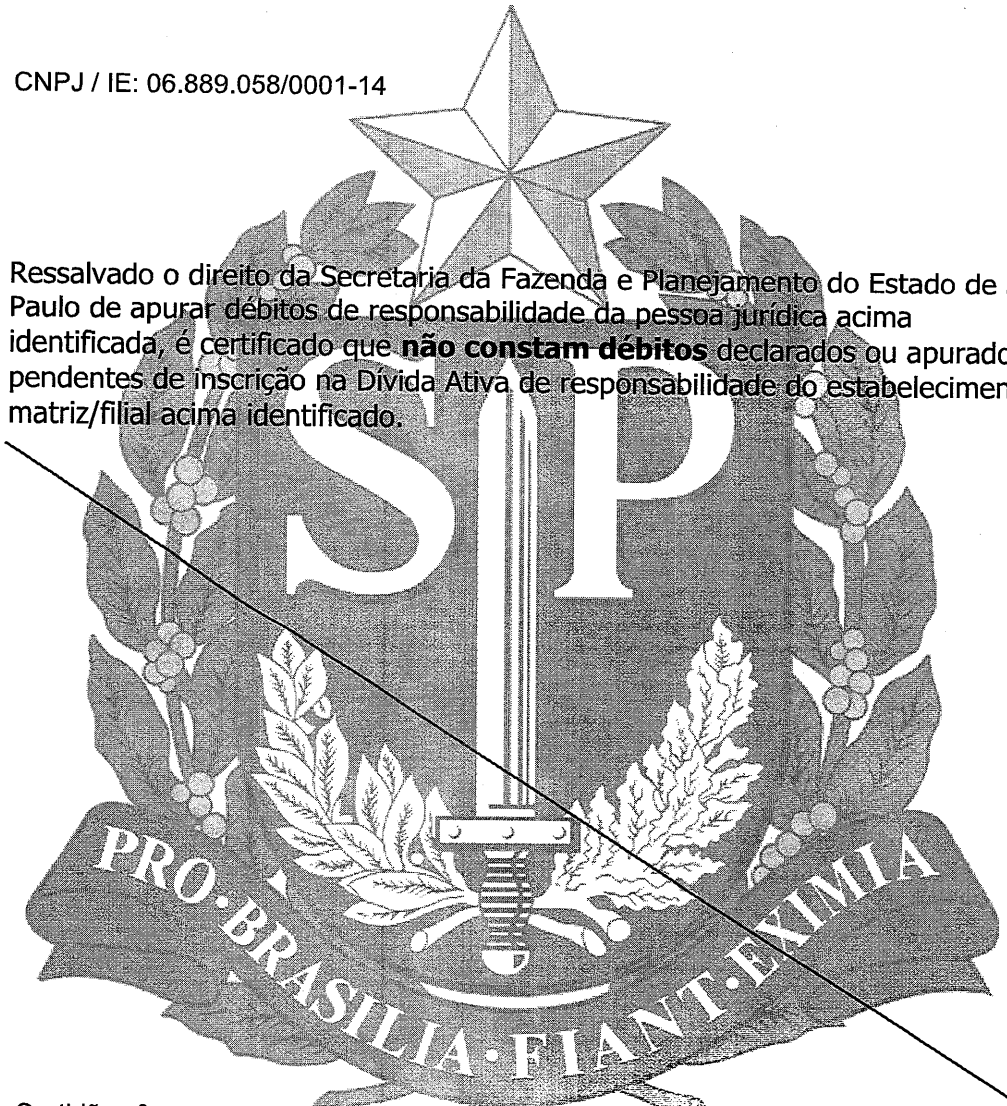 CNPJ / IE: 06.889.058/0001-14
Ressalvado o direito da Secretaria da Fazenda e Planejamento do Estado de
Paulo de apurar débitos de responsabilidade da pessoa jurídica acima
identificada, é certificado que não constam débitos declarados ou apurado
pendentes de inscrição na Dívida Ativa de responsabilidade do estabelecimen
matriz/filial acima identificado.
SP
PRO·BRASILIA·FIANT·EXIMIA